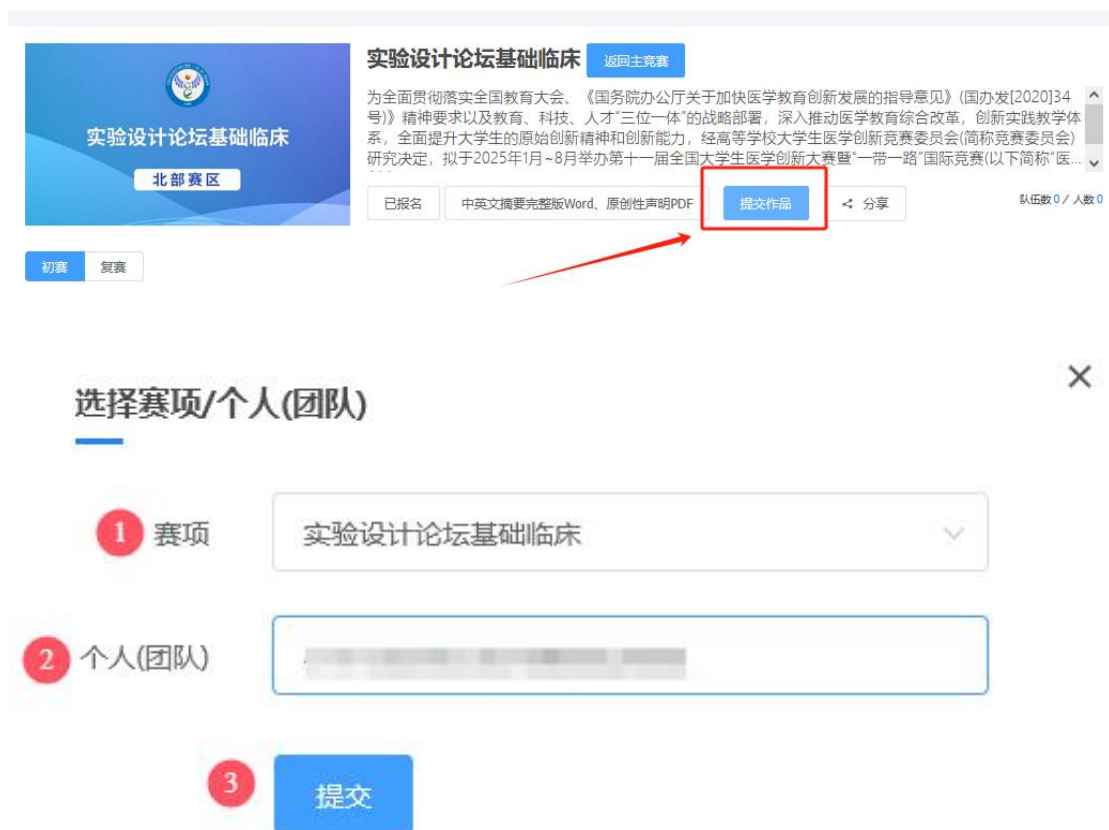 实验设计论坛基础临床
北部赛区
实验设计论坛基础临床 返回主竞赛
为全面贯彻落实全国教育大会、《国务院办公厅关于加快医学教育创新发展的指导意见》(国办发[2020]34
号)》精神要求以及教育、科技、人才“三位一体”的战略部署，深入推动医学教育综合改革，创新实践教学体
系，全面提升大学生的原始创新精神和创新能力，经高等学校大学生医学创新竞赛委员会(简称竞赛委员会)
研究决定，拟于2025年1月~8月举办第十一届全国大学生医学创新大赛暨“一带一路”国际竞赛(以下简称“医...
已报名 中英文摘要完整版Word、原创性声明PDF 提交作品 分享 队伍数 0 / 人数 0
初赛 复赛
选择赛项/个人(团队)
1 赛项 实验设计论坛基础临床
2 个人(团队)
3 提交